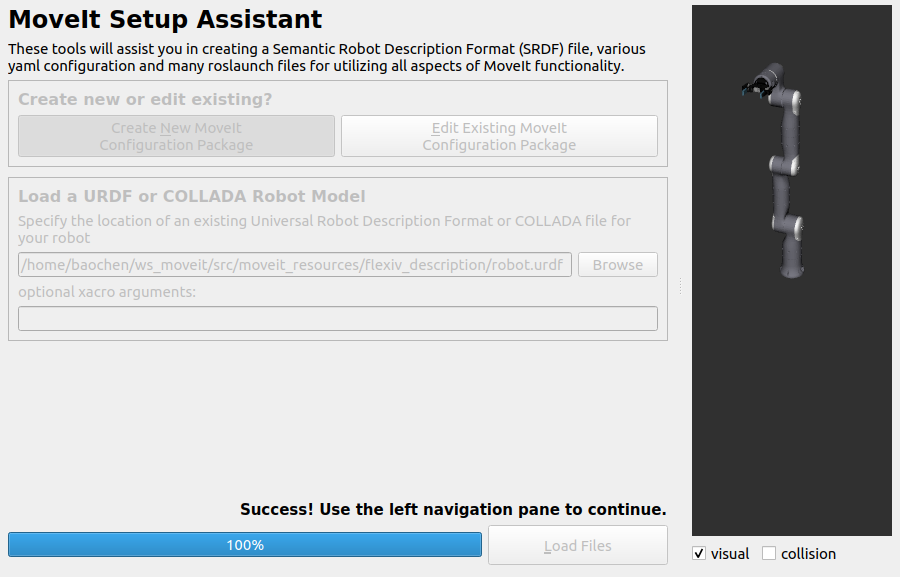 MoveIt Setup Assistant
These tools will assist you in creating a Semantic Robot Description Format (SRDF) file, various
yaml configuration and many roslaunch files for utilizing all aspects of MoveIt functionality.
Create new or edit existing?
Create New MoveIt
Configuration Package
Edit Existing MoveIt
Configuration Package
Load a URDF or COLLADA Robot Model
Specify the location of an existing Universal Robot Description Format or COLLADA file for
your robot
/home/baochen/ws_moveit/src/moveit_resources/flexiv_description/robot.urdf
Browse
optional xacro arguments:
Success! Use the left navigation pane to continue.
100%
Load Files
visual
collision